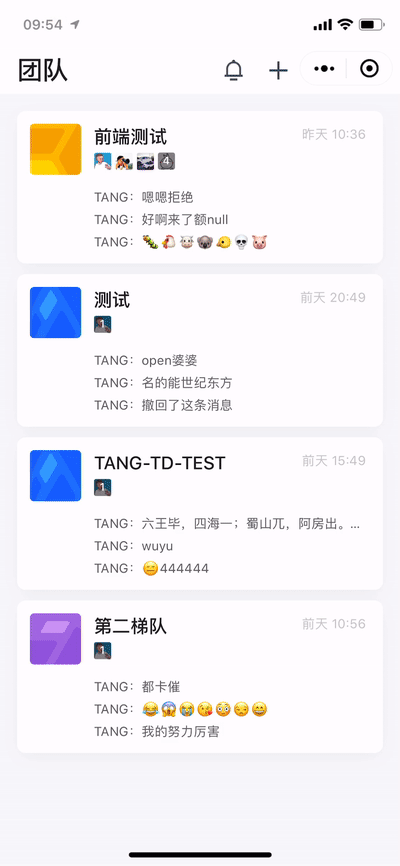 09:54
团队
前端测试
昨天 10:36
4
TANG：嗯嗯拒绝
TANG：好啊来了额null
TANG：🐛🐔🐮🐨🐤💀🐷
测试
前天 20:49
TANG：open婆婆
TANG：名的能世纪东方
TANG：撤回了这条消息
TANG-TD-TEST
前天 15:49
TANG：六王毕，四海一；蜀山兀，阿房出。...
TANG：wuyu
TANG：😑444444
第二梯队
前天 10:56
TANG：都卡催
TANG：😂😱😭😘😳😒😄
TANG：我的努力厉害